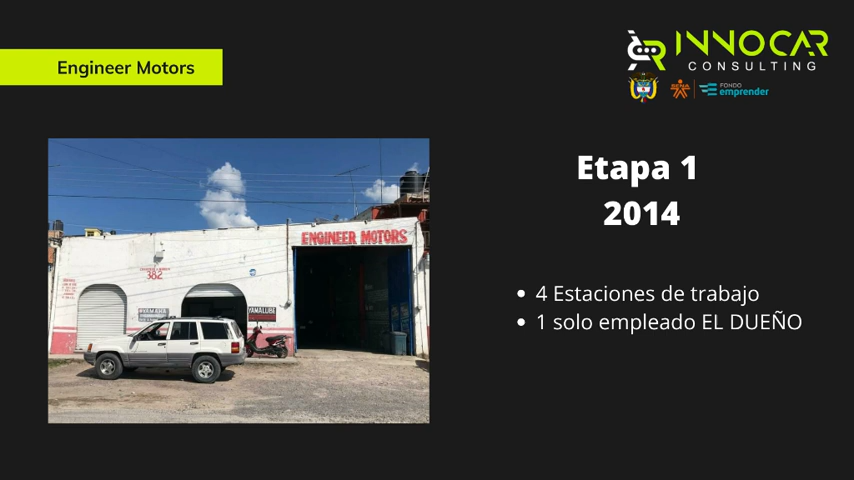 Engineer Motors
INNOCAR
CONSULTING
SENA
FONDO
emprender
Etapa 1
2014
ENGINEER MOTORS
382
YAMALUBE
• 4 Estaciones de trabajo
• 1 solo empleado EL DUEÑO